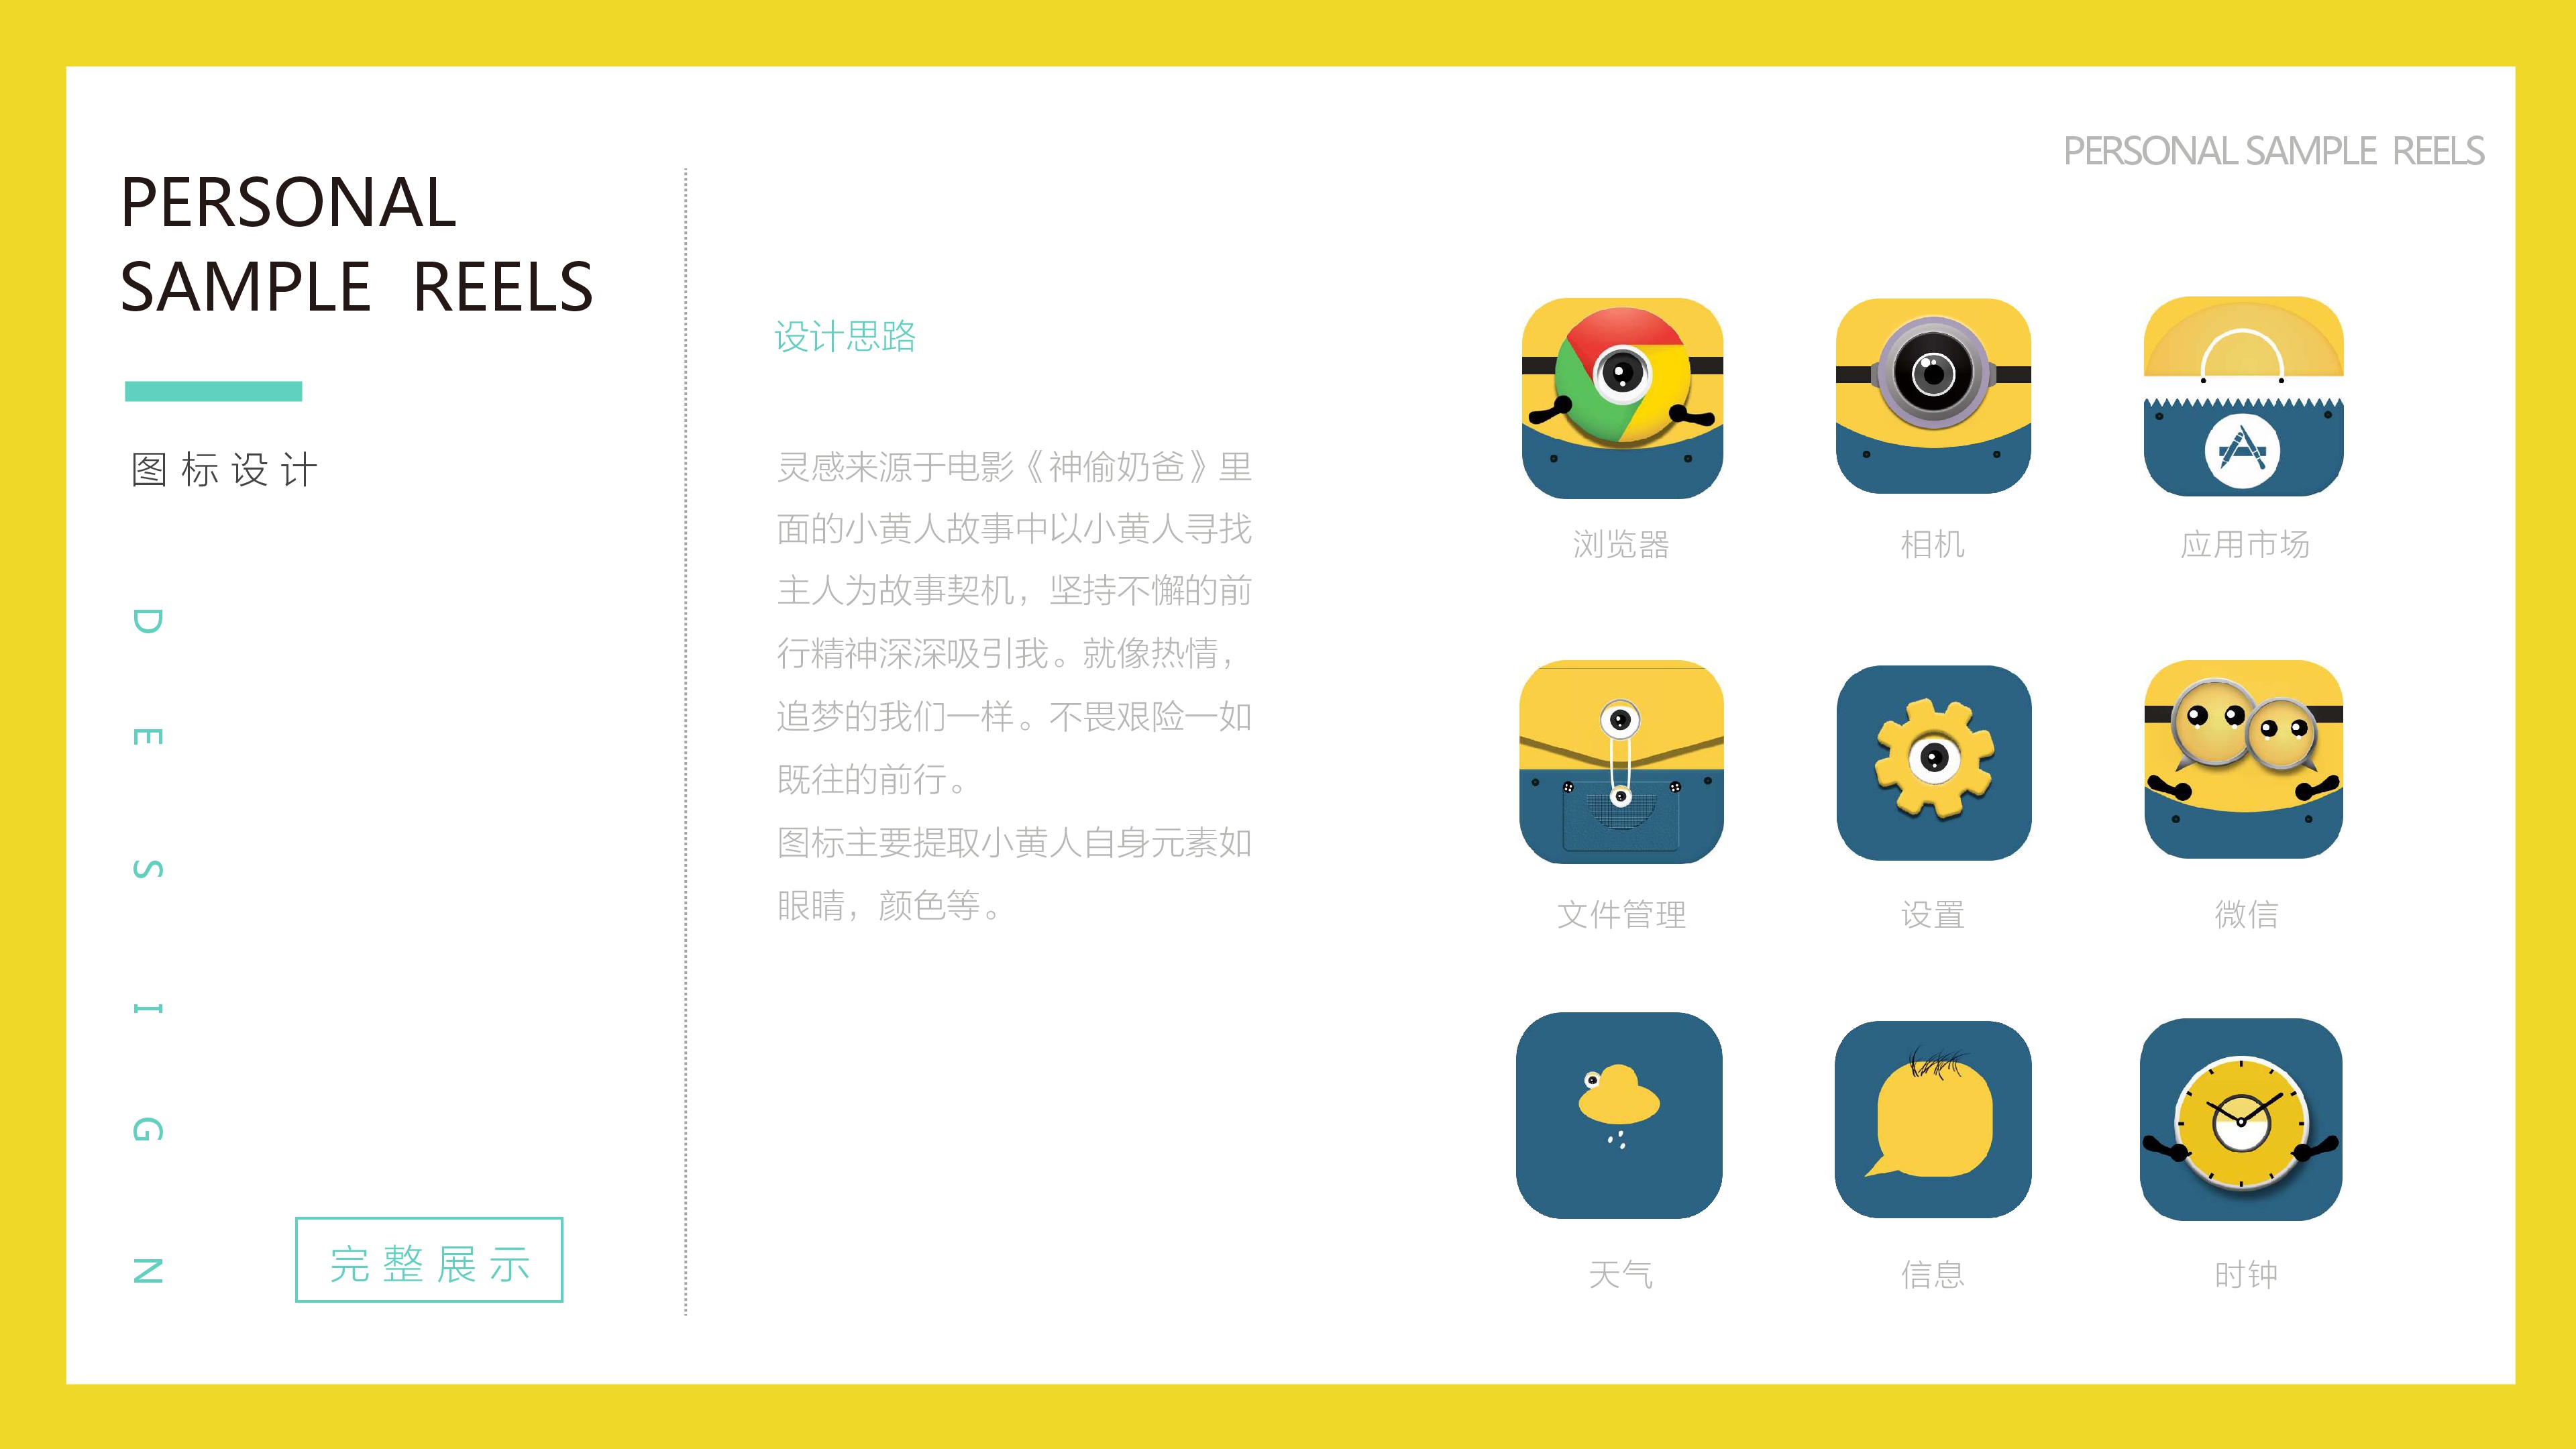 PERSONAL SAMPLE REELS
PERSONAL
SAMPLE REELS
图标设计
DESIGN
完整展示
设计思路
灵感来源于电影《神偷奶爸》里
面的小黄人故事中以小黄人寻找
主人为故事契机，坚持不懈的前
行精神深深吸引我。就像热情，
追梦的我们一样。不畏艰险一如
既往的前行。
图标主要提取小黄人自身元素如
眼睛，颜色等。
浏览器
相机
应用市场
文件管理
设置
微信
天气
信息
时钟